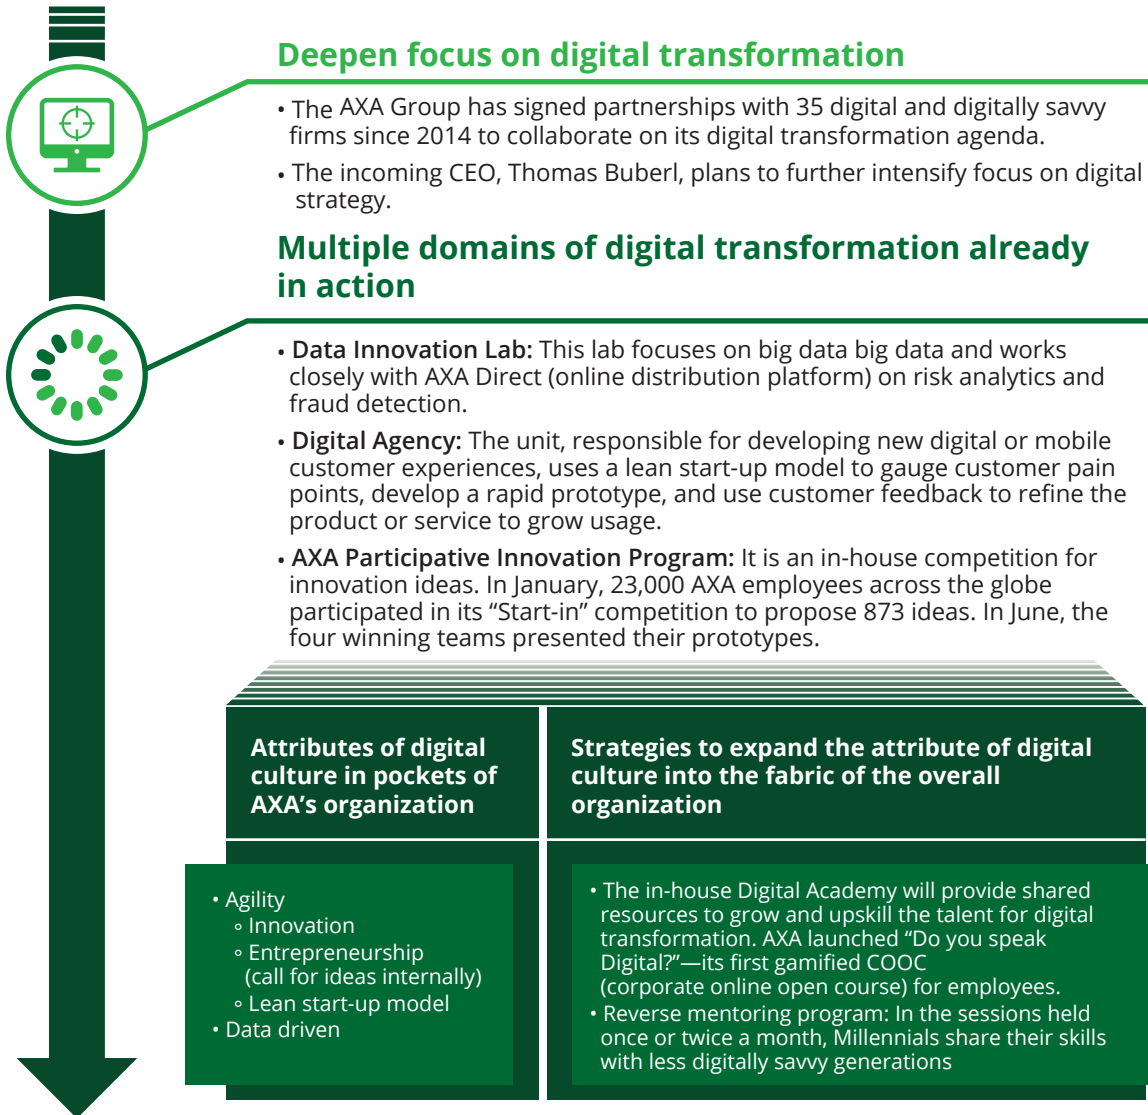 Deepen focus on digital transformation
• The AXA Group has signed partnerships with 35 digital and digitally savvy
firms since 2014 to collaborate on its digital transformation agenda.
• The incoming CEO, Thomas Buberl, plans to further intensify focus on digital
strategy.
Multiple domains of digital transformation already
in action
• Data Innovation Lab: This lab focuses on big data big data and works
closely with AXA Direct (online distribution platform) on risk analytics and
fraud detection.
• Digital Agency: The unit, responsible for developing new digital or mobile
customer experiences, uses a lean start-up model to gauge customer pain
points, develop a rapid prototype, and use customer feedback to refine the
product or service to grow usage.
• AXA Participative Innovation Program: It is an in-house competition for
innovation ideas. In January, 23,000 AXA employees across the globe
participated in its “Start-in” competition to propose 873 ideas. In June, the
four winning teams presented their prototypes.
Attributes of digital
culture in pockets of
AXA’s organization
• Agility
◦ Innovation
◦ Entrepreneurship
(call for ideas internally)
◦ Lean start-up model
• Data driven
Strategies to expand the attribute of digital
culture into the fabric of the overall
organization
• The in-house Digital Academy will provide shared
resources to grow and upskill the talent for digital
transformation. AXA launched “Do you speak
Digital?”—its first gamified COOC
(corporate online open course) for employees.
• Reverse mentoring program: In the sessions held
once or twice a month, Millennials share their skills
with less digitally savvy generations